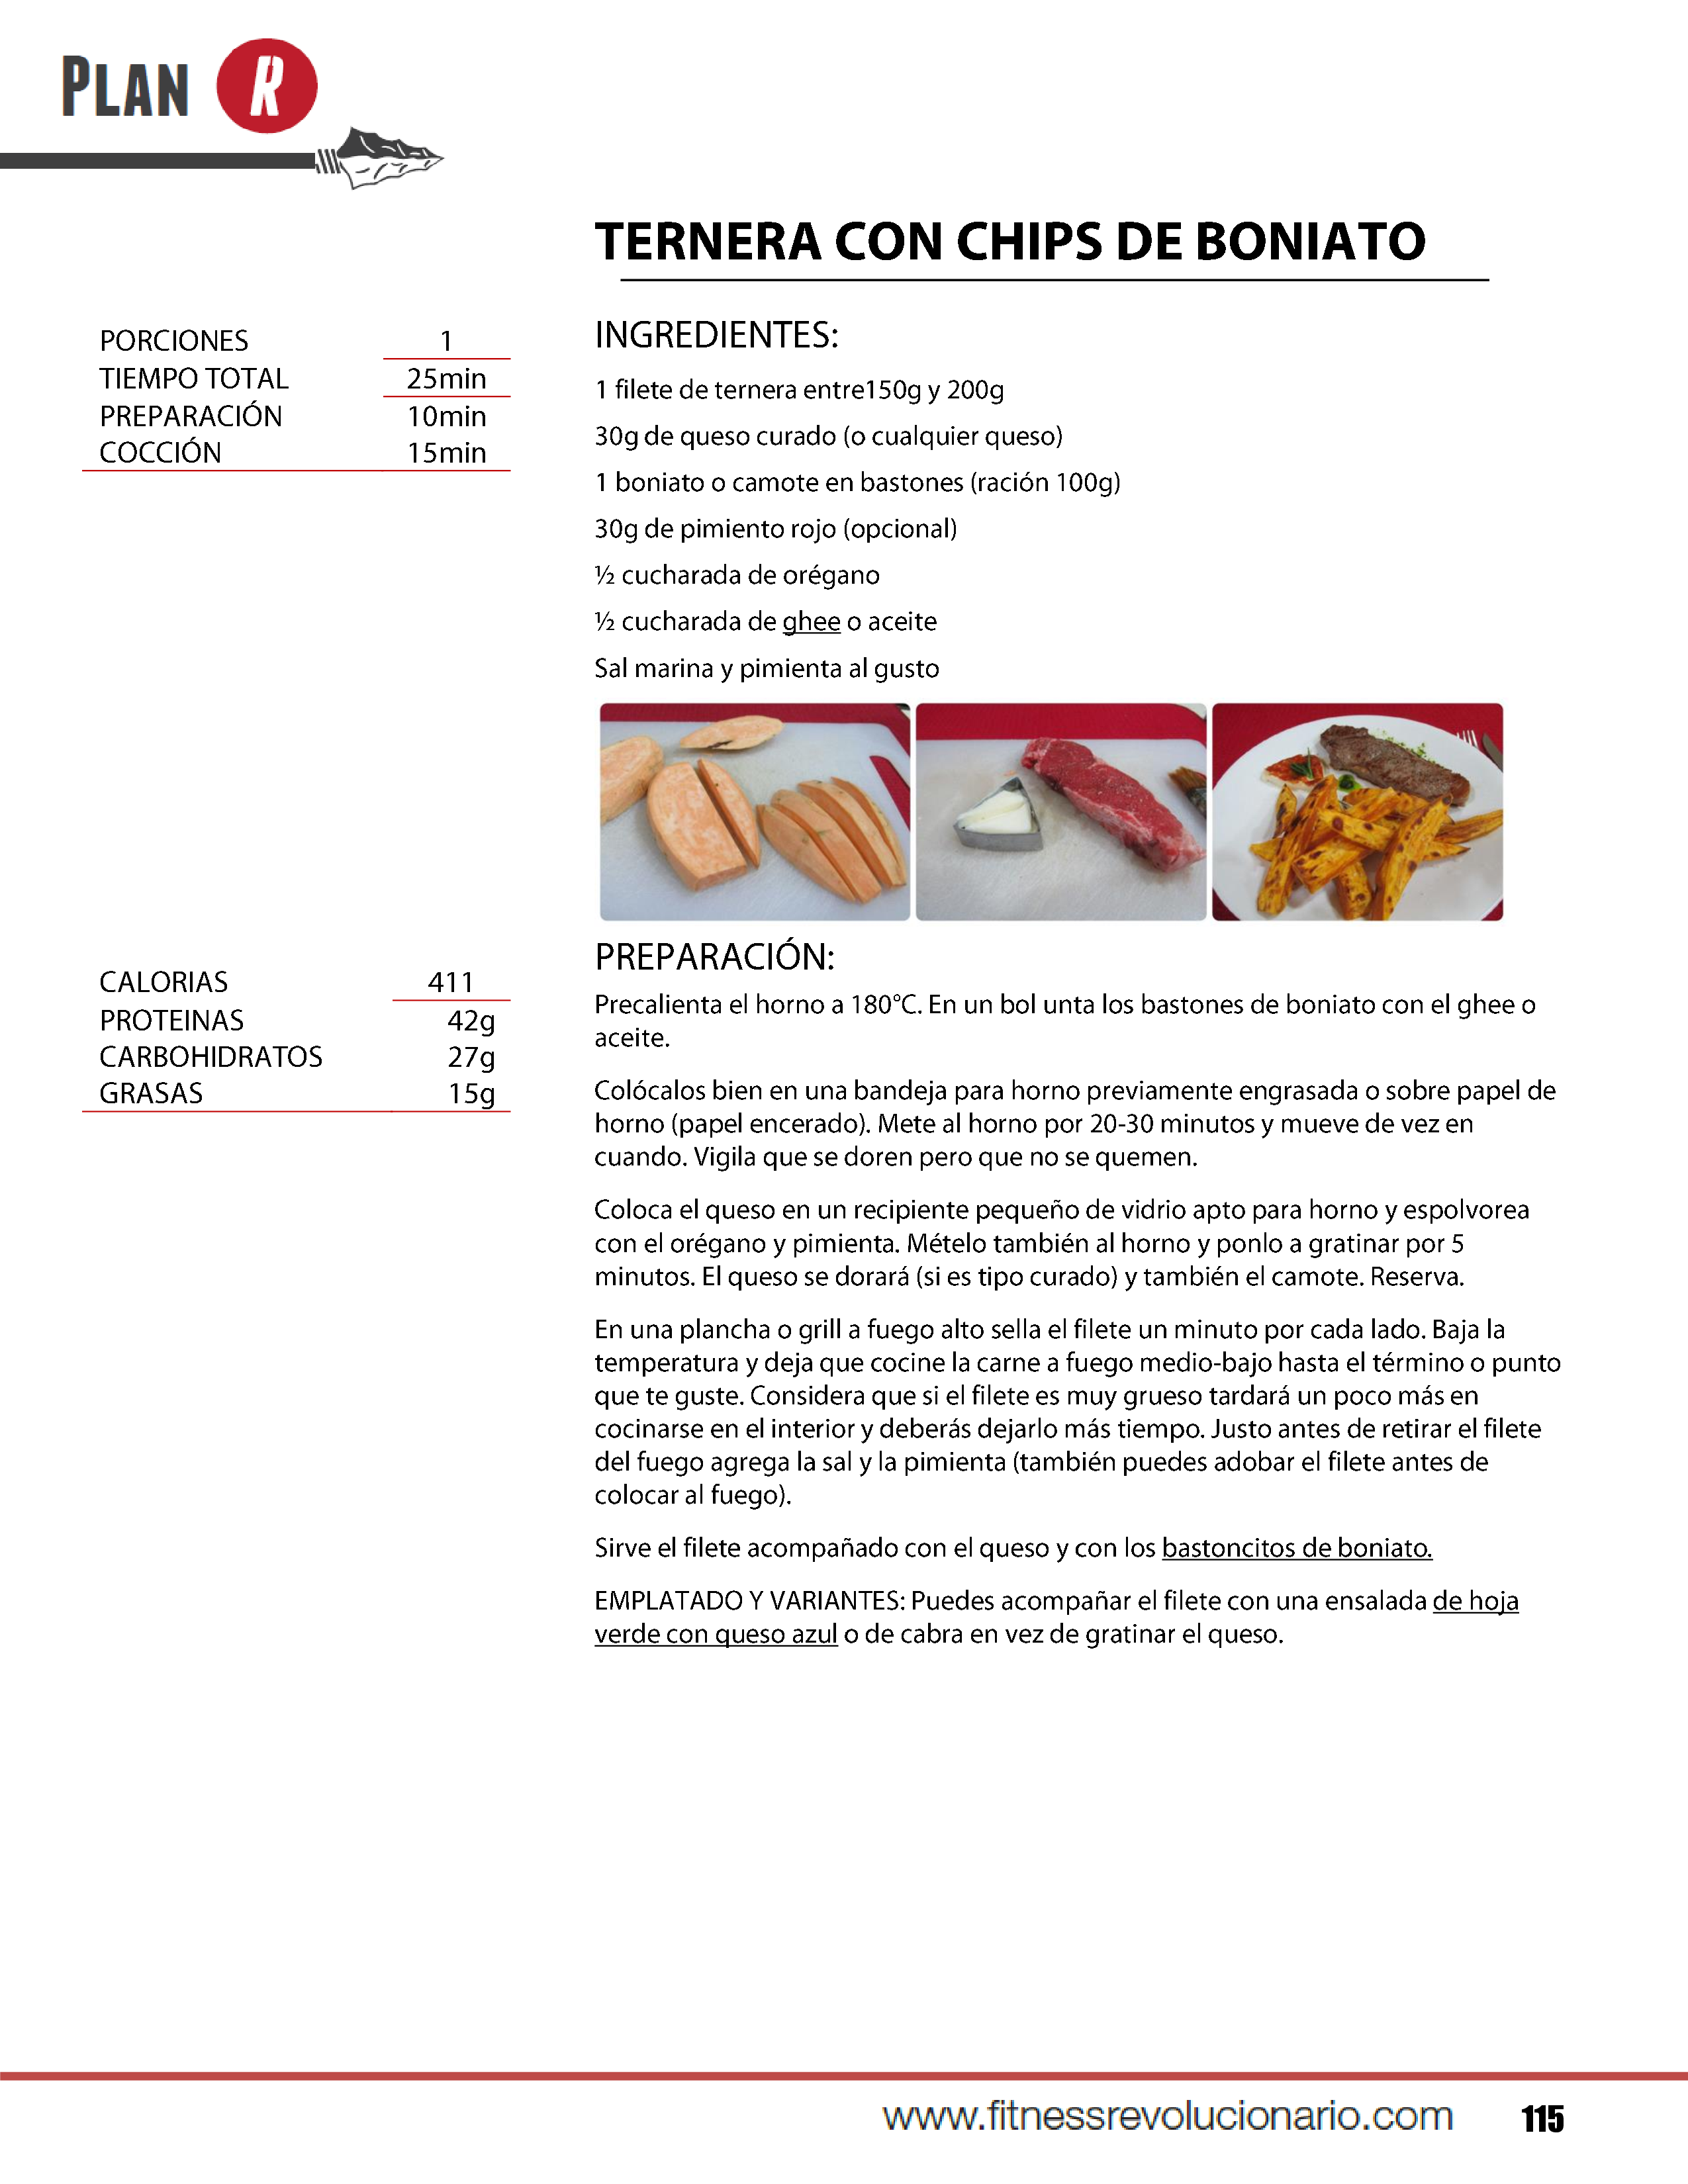 PLAN R
TERNERA CON CHIPS DE BONIATO
PORCIONES 1
TIEMPO TOTAL 25min
PREPARACIÓN 10min
COCCIÓN 15min
INGREDIENTES:
1 filete de ternera entre150g y 200g
30g de queso curado (o cualquier queso)
1 boniato o camote en bastones (ración 100g)
30g de pimiento rojo (opcional)
½ cucharada de orégano
½ cucharada de ghee o aceite
Sal marina y pimienta al gusto
CALORIAS 411
PROTEINAS 42g
CARBOHIDRATOS 27g
GRASAS 15g
PREPARACIÓN:
Precalienta el horno a 180°C. En un bol unta los bastones de boniato con el ghee o
aceite.
Colócalos bien en una bandeja para horno previamente engrasada o sobre papel de
horno (papel encerado). Mete al horno por 20-30 minutos y mueve de vez en
cuando. Vigila que se doren pero que no se quemen.
Coloca el queso en un recipiente pequeño de vidrio apto para horno y espolvorea
con el orégano y pimienta. Mételo también al horno y ponlo a gratinar por 5
minutos. El queso se dorará (si es tipo curado) y también el camote. Reserva.
En una plancha o grill a fuego alto sella el filete un minuto por cada lado. Baja la
temperatura y deja que cocine la carne a fuego medio-bajo hasta el término o punto
que te guste. Considera que si el filete es muy grueso tardará un poco más en
cocinarse en el interior y deberás dejarlo más tiempo. Justo antes de retirar el filete
del fuego agrega la sal y la pimienta (también puedes adobar el filete antes de
colocar al fuego).
Sirve el filete acompañado con el queso y con los bastoncitos de boniato.
EMPLATADO Y VARIANTES: Puedes acompañar el filete con una ensalada de hoja
verde con queso azul o de cabra en vez de gratinar el queso.
www.fitnessrevolucionario.com 115